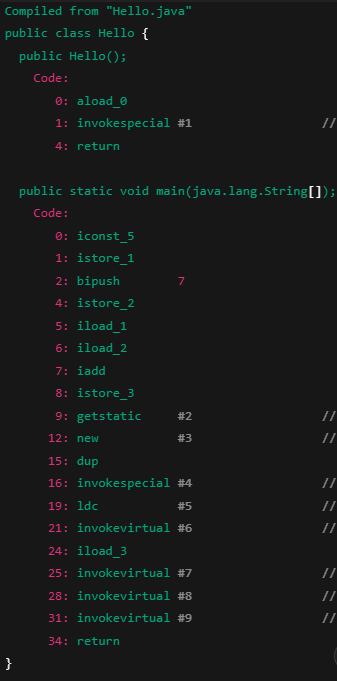 Compiled from "Hello.java"
public class Hello {
  public Hello();
    Code:
       0: aload_0
       1: invokespecial #1                  //
       4: return

  public static void main(java.lang.String[]);
    Code:
       0: iconst_5
       1: istore_1
       2: bipush        7
       4: istore_2
       5: iload_1
       6: iload_2
       7: iadd
       8: istore_3
       9: getstatic     #2                  //
      12: new           #3                  //
      15: dup
      16: invokespecial #4                  //
      19: ldc           #5                  //
      21: invokevirtual #6                  //
      24: iload_3
      25: invokevirtual #7                  //
      28: invokevirtual #8                  //
      31: invokevirtual #9                  //
      34: return
}